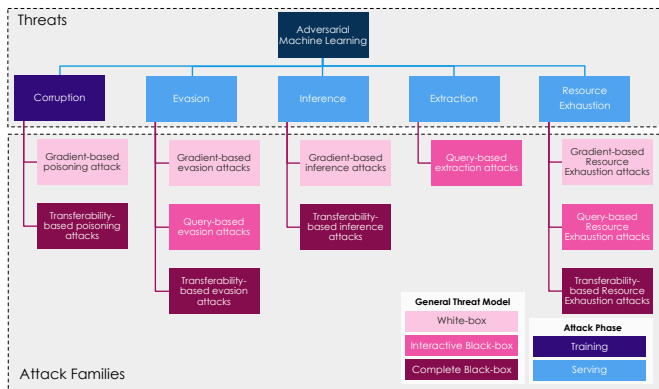 Threats
Adversarial
Machine Learning
Corruption
Evasion
Inference
Extraction
Resource
Exhaustion
Gradient-based
poisoning attack
Gradient-based
evasion attacks
Gradient-based
inference attacks
Query-based
extraction attacks
Gradient-based
Resource
Exhaustion attacks
Transferability-
based poisoning
attacks
Query-based
evasion attacks
Transferability-
based inference
attacks
Query-based
Resource
Exhaustion attacks
Transferability-
based evasion
attacks
Transferability-
based Resource
Exhaustion attacks
General Threat Model
White-box
Interactive Black-box
Complete Black-box
Attack Phase
Training
Serving
Attack Families